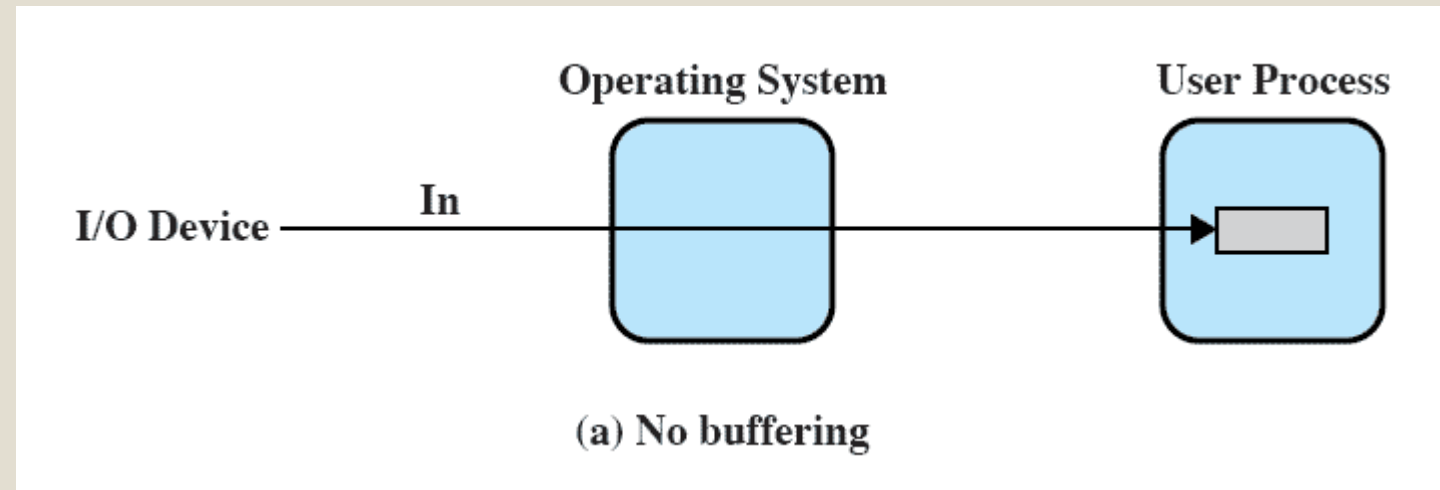 Operating System
User Process
In
I/O Device
(a) No buffering